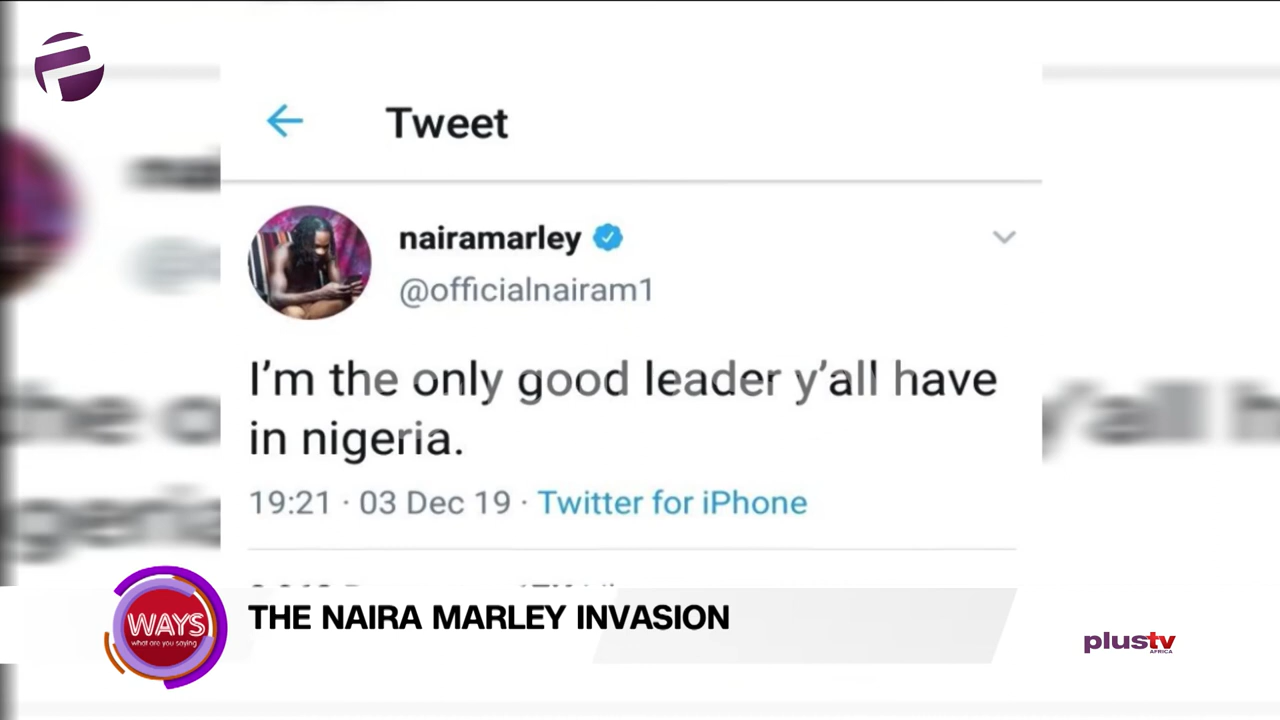 Tweet
nairamarley
@officialnairam1
I'm the only good leader y'all have
in nigeria.
19:21 · 03 Dec 19 · Twitter for iPhone
THE NAIRA MARLEY INVASION
WAYS
what are you saying
plustv
AFRICA